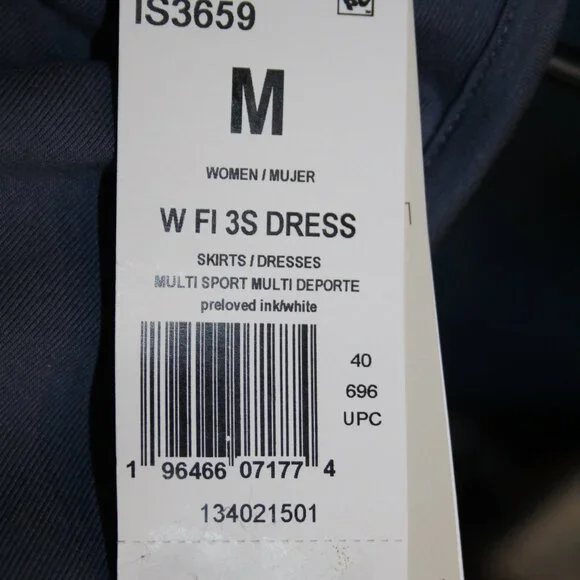 IS3659
M
WOMEN / MUJER
W FI 3S DRESS
SKIRTS / DRESSES
MULTI SPORT MULTI DEPORTE
preloved ink/white
40
696
UPC
1 96466 07177 4
134021501